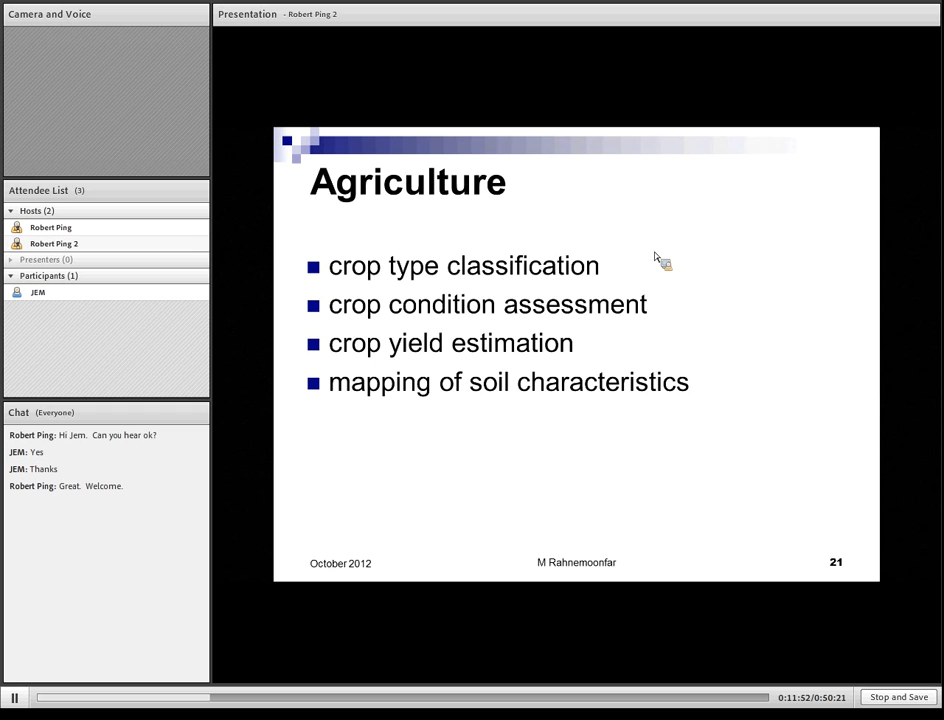 Camera and Voice
Presentation - Robert Ping 2
Attendee List (3)
Hosts (2)
Robert Ping
Robert Ping 2
Presenters (0)
Participants (1)
JEM
Chat (Everyone)
Robert Ping: Hi Jem. Can you hear ok?
JEM: Yes
JEM: Thanks
Robert Ping: Great. Welcome.
Agriculture
crop type classification
crop condition assessment
crop yield estimation
mapping of soil characteristics
October 2012 M Rahnemoonfar 21
0:11:52/0:50:21 Stop and Save